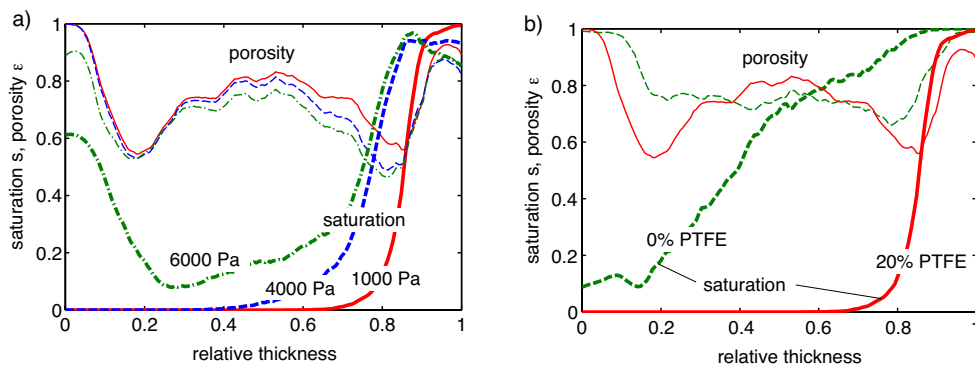 a)
saturation s, porosity ε
1
0.8
0.6
0.4
0.2
0
porosity
saturation
6000 Pa
4000 Pa
1000 Pa
0 0.2 0.4 0.6 0.8 1
relative thickness
b)
saturation s, porosity ε
1
0.8
0.6
0.4
0.2
0
porosity
0% PTFE
20% PTFE
saturation
0 0.2 0.4 0.6 0.8 1
relative thickness